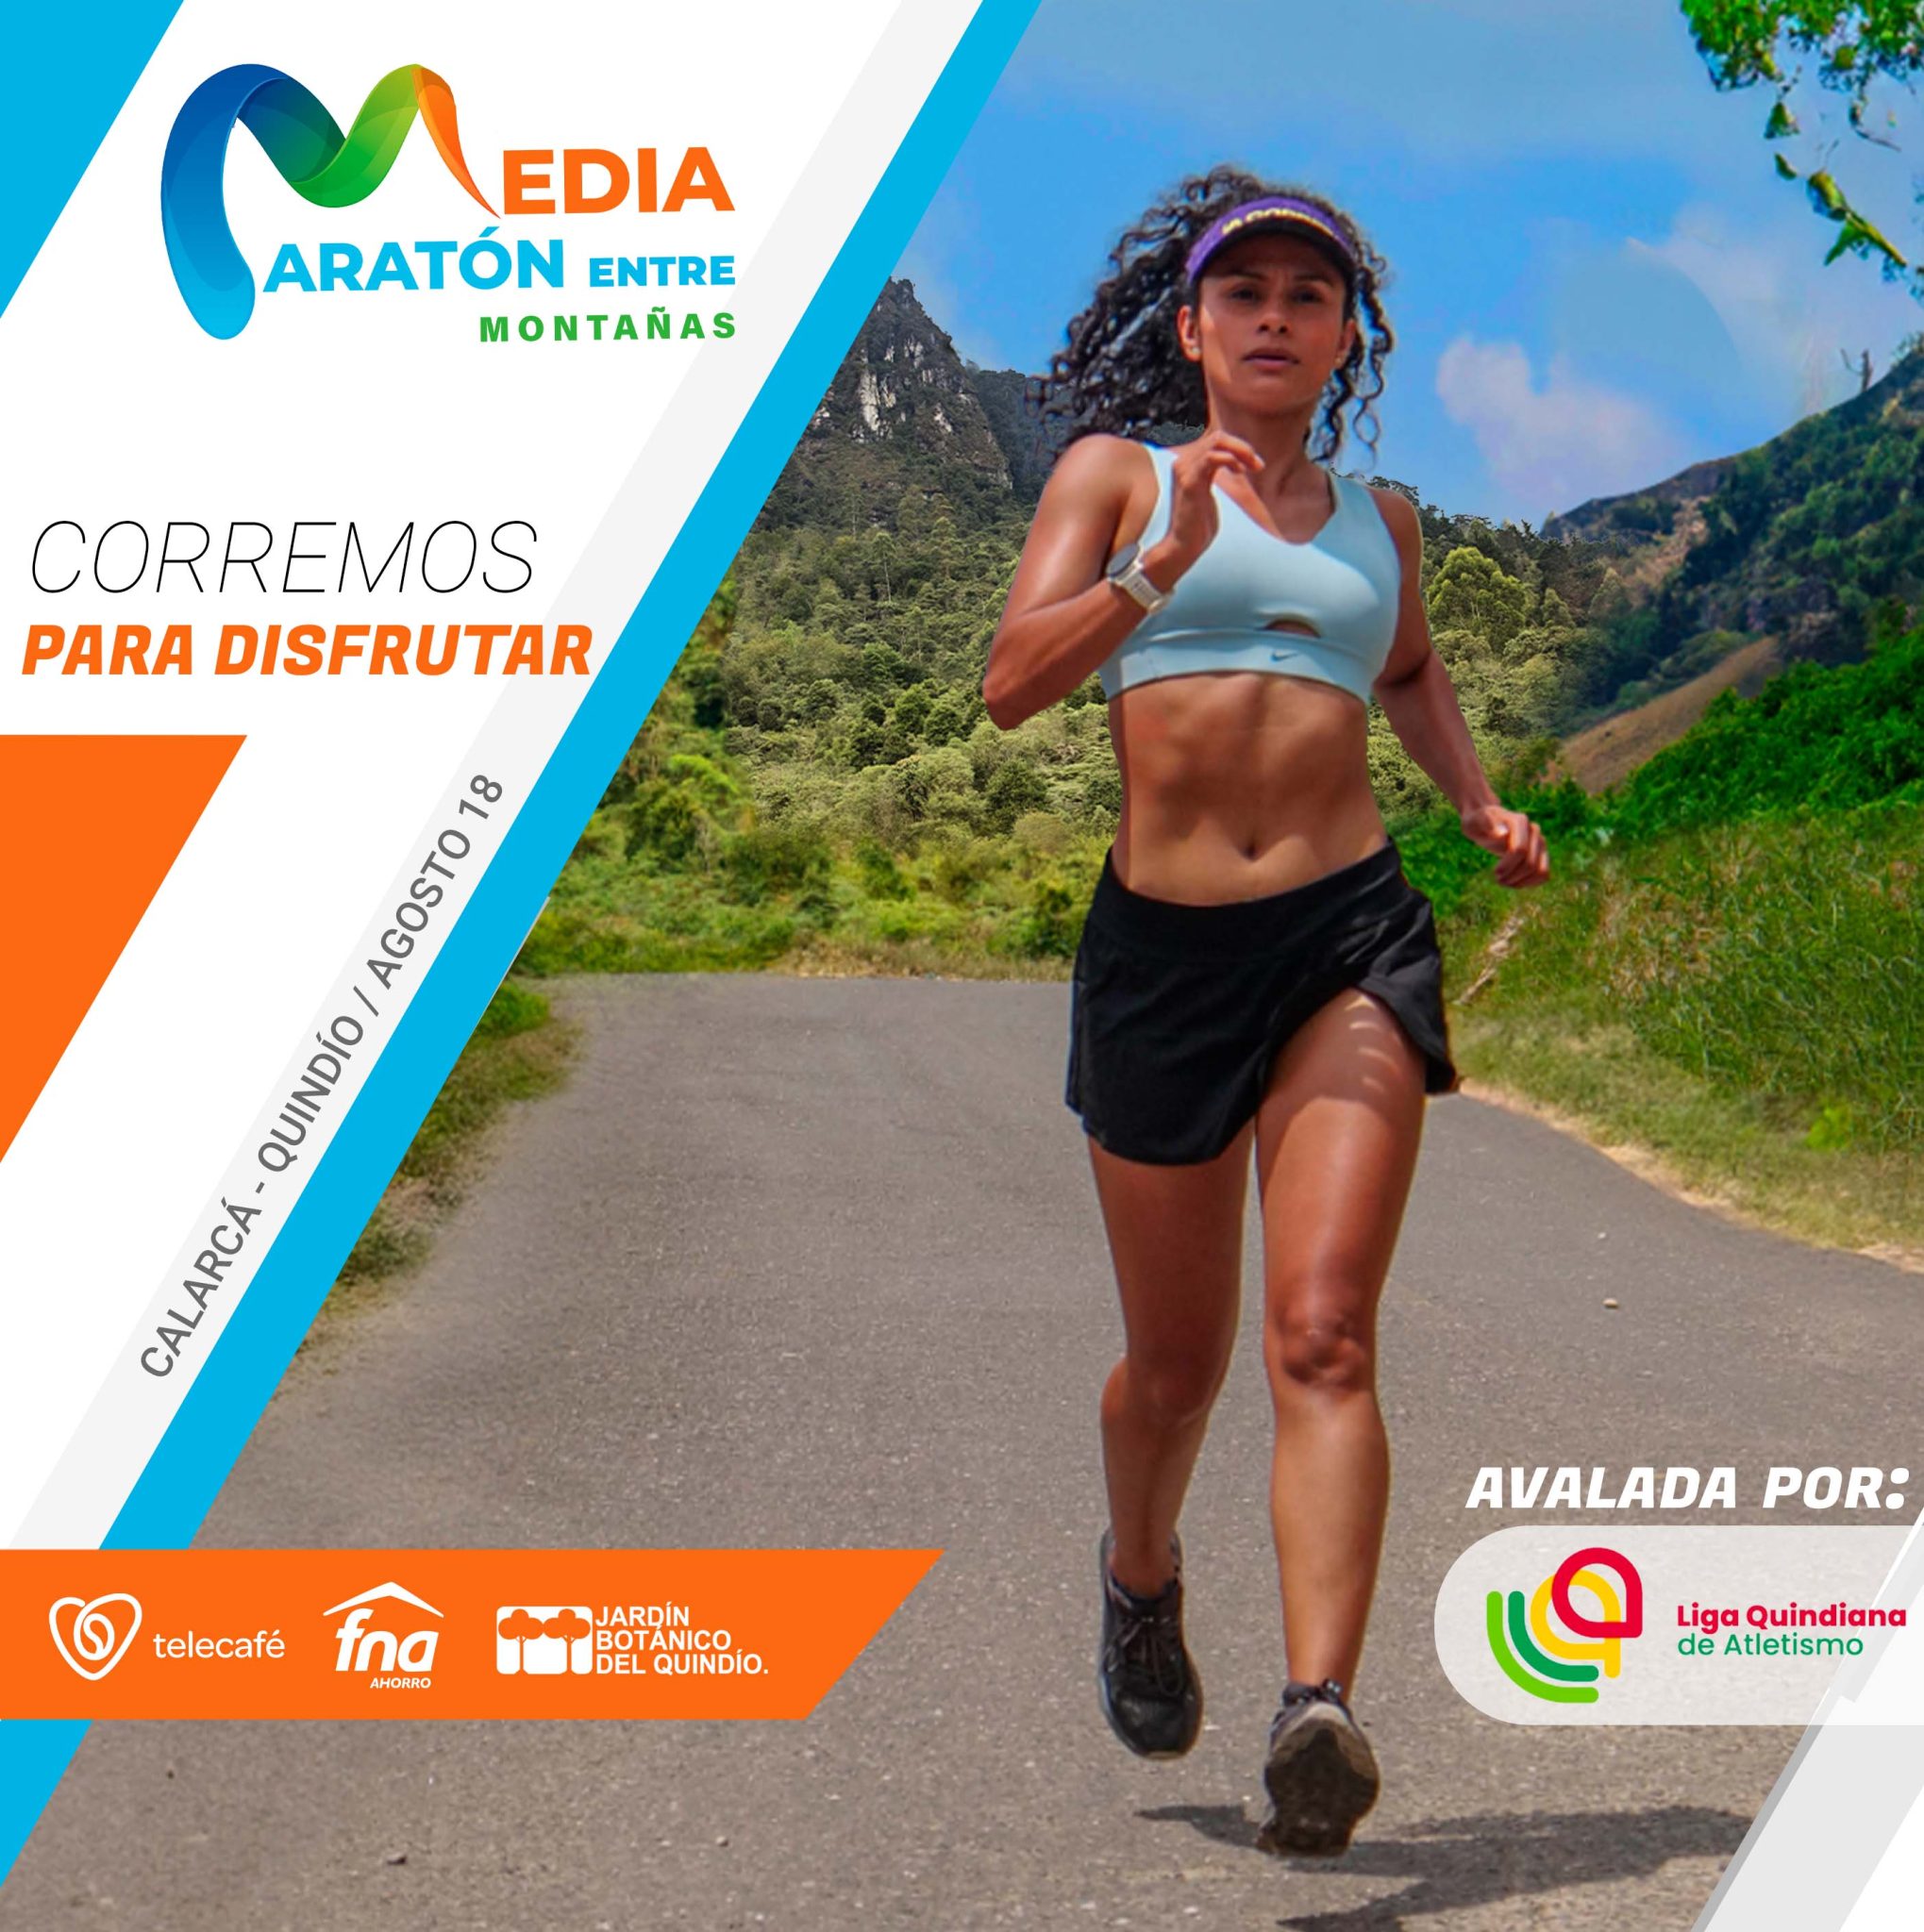 MEDIA
MARATÓN ENTRE
MONTAÑAS
CORREMOS
PARA DISFRUTAR
CALARCÁ - QUINDÍO / AGOSTO 18
AVALADA POR:
Liga Quindiana
de Atletismo
telecafé
fna
AHORRO
JARDÍN
BOTÁNICO
DEL QUINDÍO.